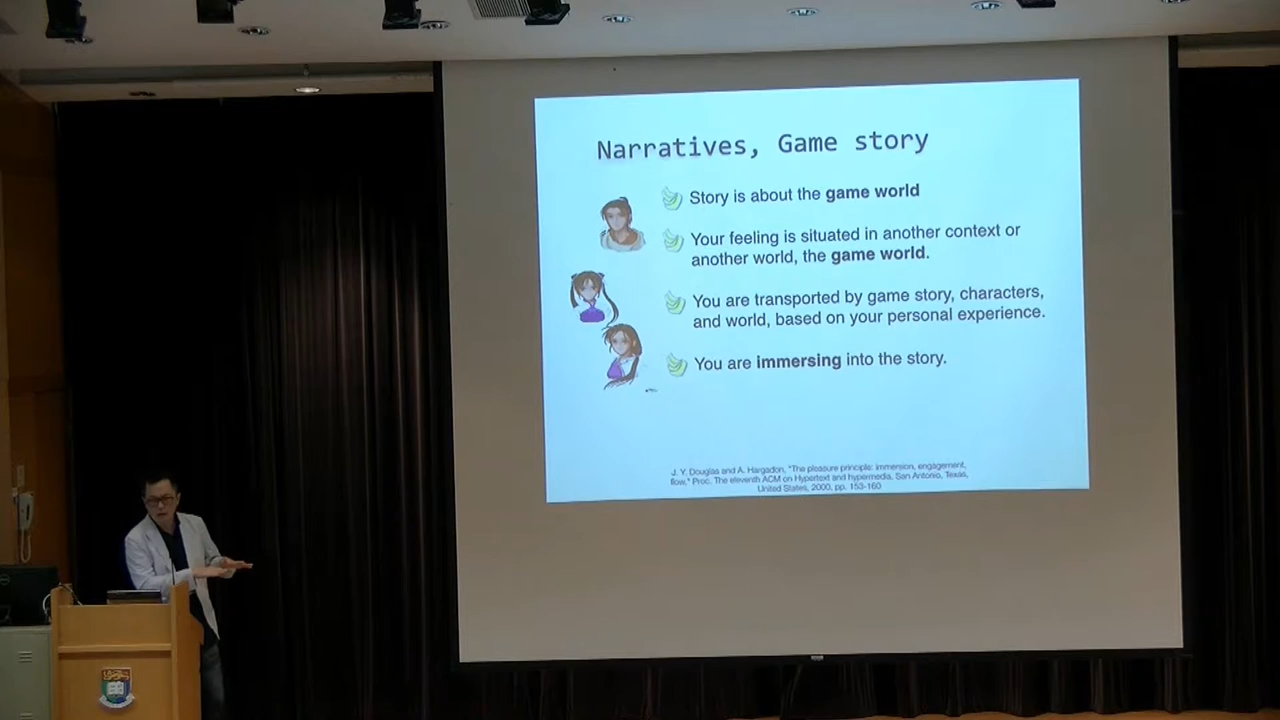 Narratives, Game story
Story is about the game world
Your feeling is situated in another context or
another world, the game world.
You are transported by game story, characters,
and world, based on your personal experience.
You are immersing into the story.
J. Y. Douglas and A. Hargadon, "The pleasure principle: immersion, engagement,
flow," Proc. The eleventh ACM on Hypertext and hypermedia, San Antonio, Texas,
United States, 2000, pp. 153-160